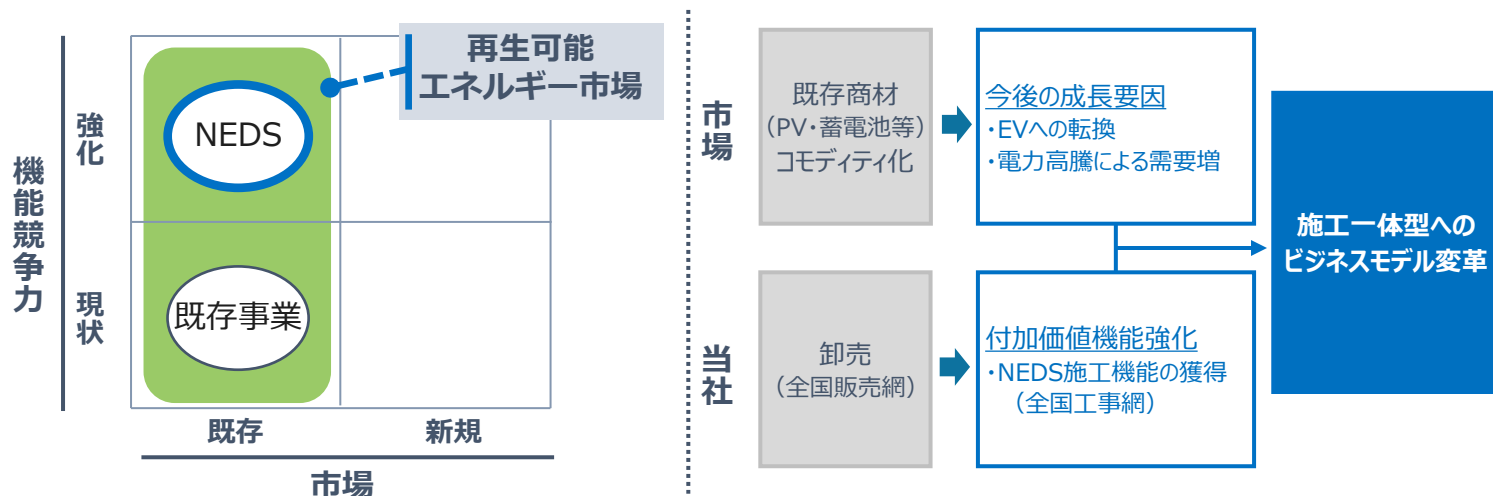 機能競争力
強化
現状
NEDS
既存事業
再生可能
エネルギー市場
既存
新規
市場
市場
既存商材
（PV・蓄電池等）
コモディティ化
今後の成長要因
・EVへの転換
・電力高騰による需要増
当社
卸売
（全国販売網）
付加価値機能強化
・NEDS施工機能の獲得
（全国工事網）
施工一体型への
ビジネスモデル変革